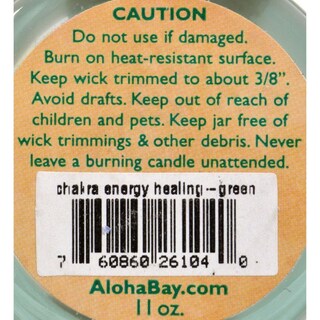 CAUTION
Do not use if damaged.
Burn on heat-resistant surface.
Keep wick trimmed to about 3/8”.
Avoid drafts. Keep out of reach of
children and pets. Keep jar free of
wick trimmings & other debris. Never
leave a burning candle unattended.
chakra energy healing--green
7 60860 26104 0
AlohaBay.com
11 oz.